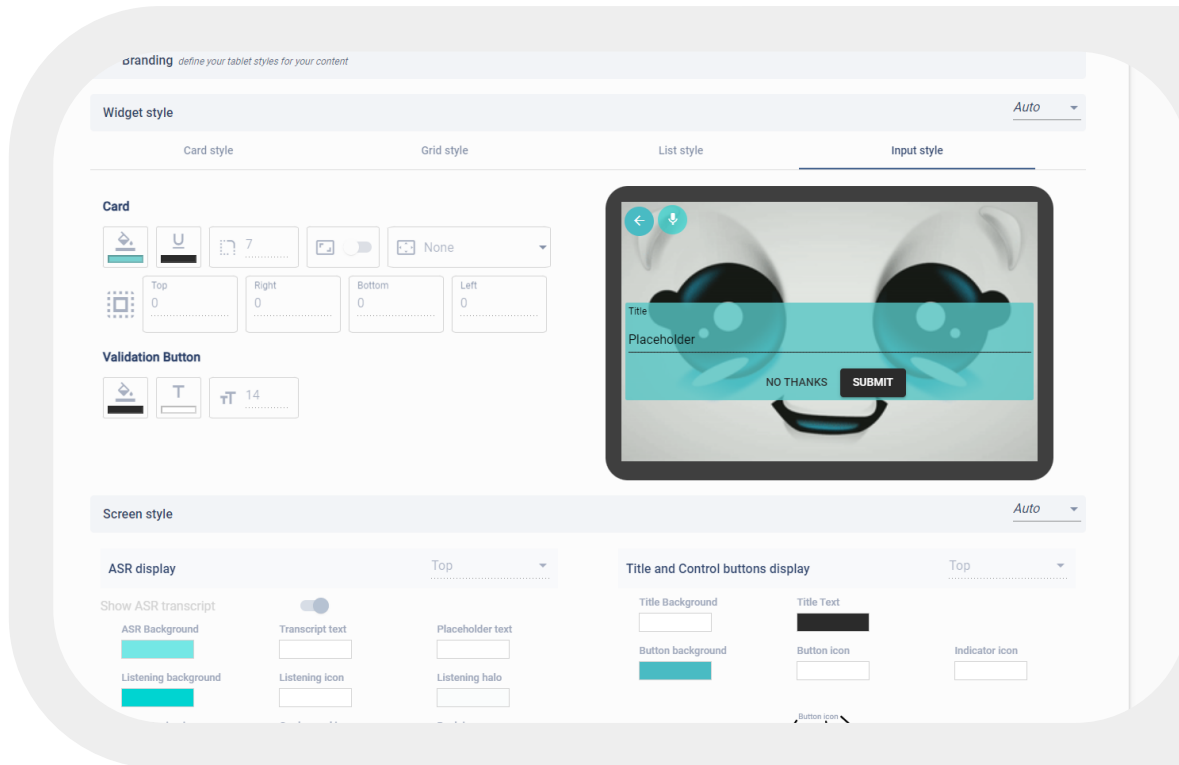 Branding define your tablet styles for your content
Widget style
Auto
Card style
Grid style
List style
Input style
Card
U
7
None
Top
0
Right
0
Bottom
0
Left
0
Validation Button
T
TT 14
Title
Placeholder
NO THANKS
SUBMIT
Screen style
Auto
ASR display
Top
Show ASR transcript
ASR Background
Transcript text
Placeholder text
Listening background
Listening icon
Listening halo
Title and Control buttons display
Top
Title Background
Title Text
Button background
Button icon
Indicator icon
Button icon